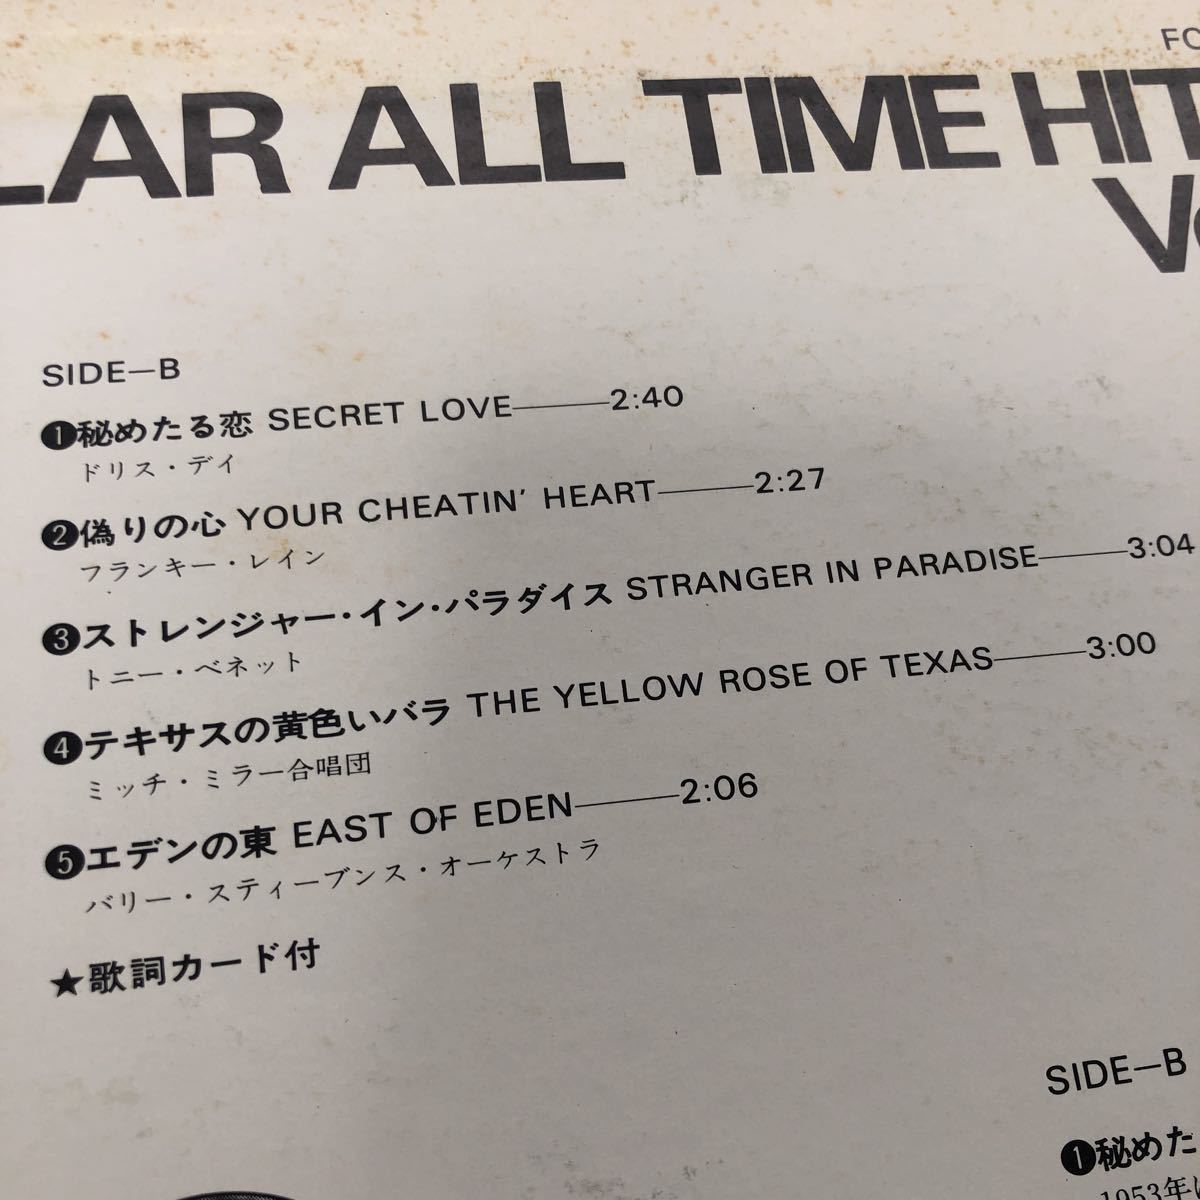 LAR ALL TIME HIT
SIDE—B
❶秘めたる恋 SECRET LOVE———2:40
ドリス・デイ
❷偽りの心 YOUR CHEATIN' HEART———2:27
フランキー・レイン
❸ストレンジャー・イン・パラダイス STRANGER IN PARADISE———3:04
トニー・ベネット
❹テキサスの黄色いバラ THE YELLOW ROSE OF TEXAS———3:00
ミッチ・ミラー合唱団
❺エデンの東 EAST OF EDEN———2:06
バリー・スティーブンス・オーケストラ
★歌詞カード付
SIDE—B
❶秘めた
1953年